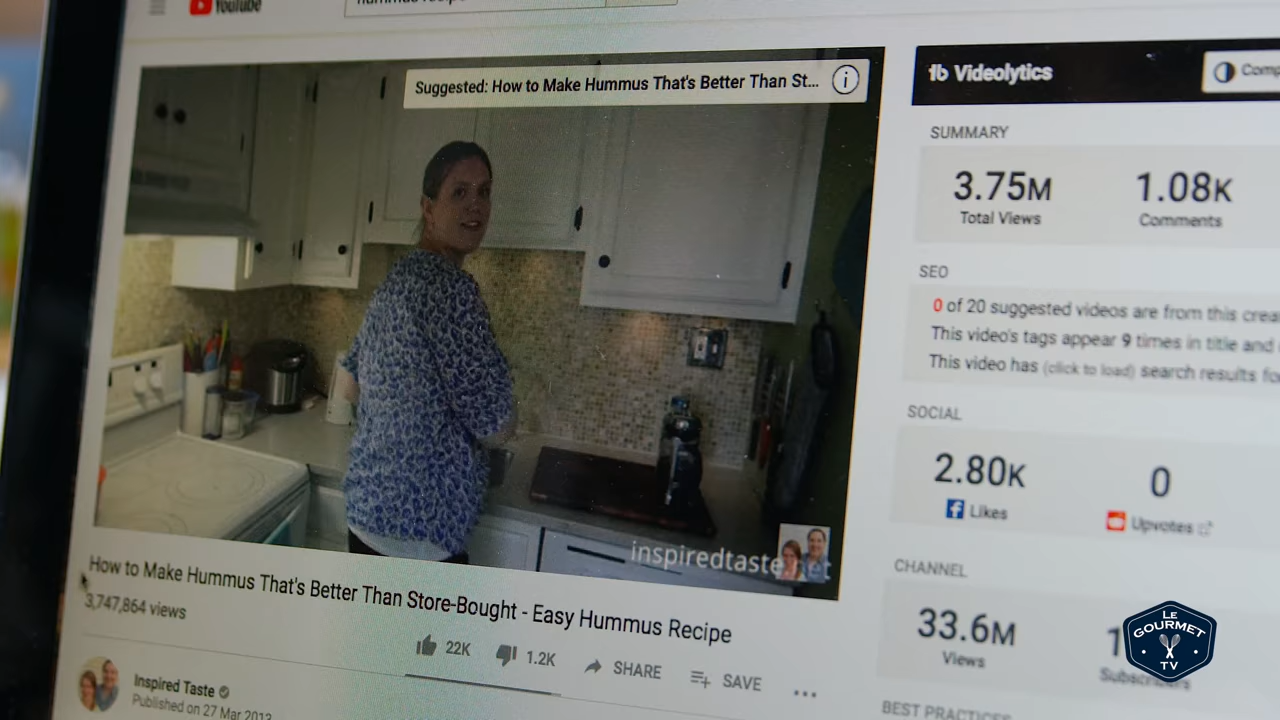 YouTube
Suggested: How to Make Hummus That's Better Than St...
inspiredtaste
How to Make Hummus That's Better Than Store-Bought - Easy Hummus Recipe
3,747,864 views
22K
1.2K
SHARE
SAVE
Inspired Taste
Published on 27 Mar 2013
tb Videolytics
SUMMARY
3.75M
1.08K
Total Views
Comments
SEO
0 of 20 suggested videos are from this
This video's tags appear 9 times in title and
This video has (click to load) search results
SOCIAL
2.80K
0
Likes
Upvotes
CHANNEL
33.6M
Views
Subscribers
BEST PRACTICES
LE
GOURMET
TV